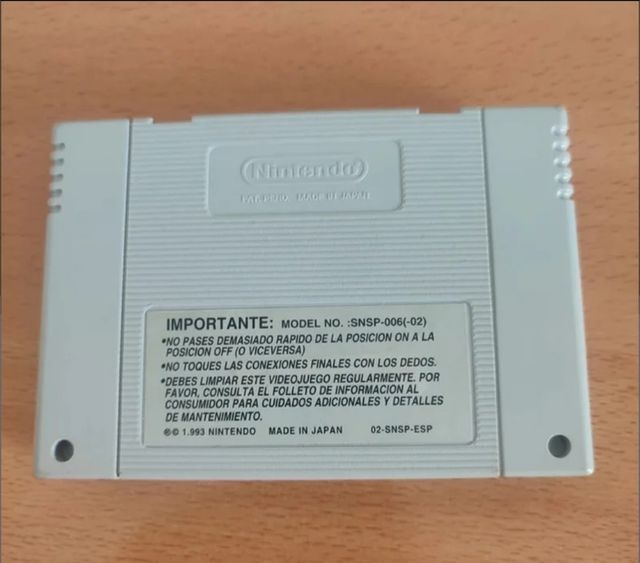 Nintendo
PAT. PEND. MADE IN JAPAN
IMPORTANTE: MODEL NO. :SNSP-006(-02)
•NO PASES DEMASIADO RAPIDO DE LA POSICION ON A LA
POSICION OFF (O VICEVERSA)
•NO TOQUES LAS CONEXIONES FINALES CON LOS DEDOS.
•DEBES LIMPIAR ESTE VIDEOJUEGO REGULARMENTE. POR
FAVOR, CONSULTA EL FOLLETO DE INFORMACION AL
CONSUMIDOR PARA CUIDADOS ADICIONALES Y DETALLES
DE MANTENIMIENTO.
®© 1.993 NINTENDO MADE IN JAPAN 02-SNSP-ESP